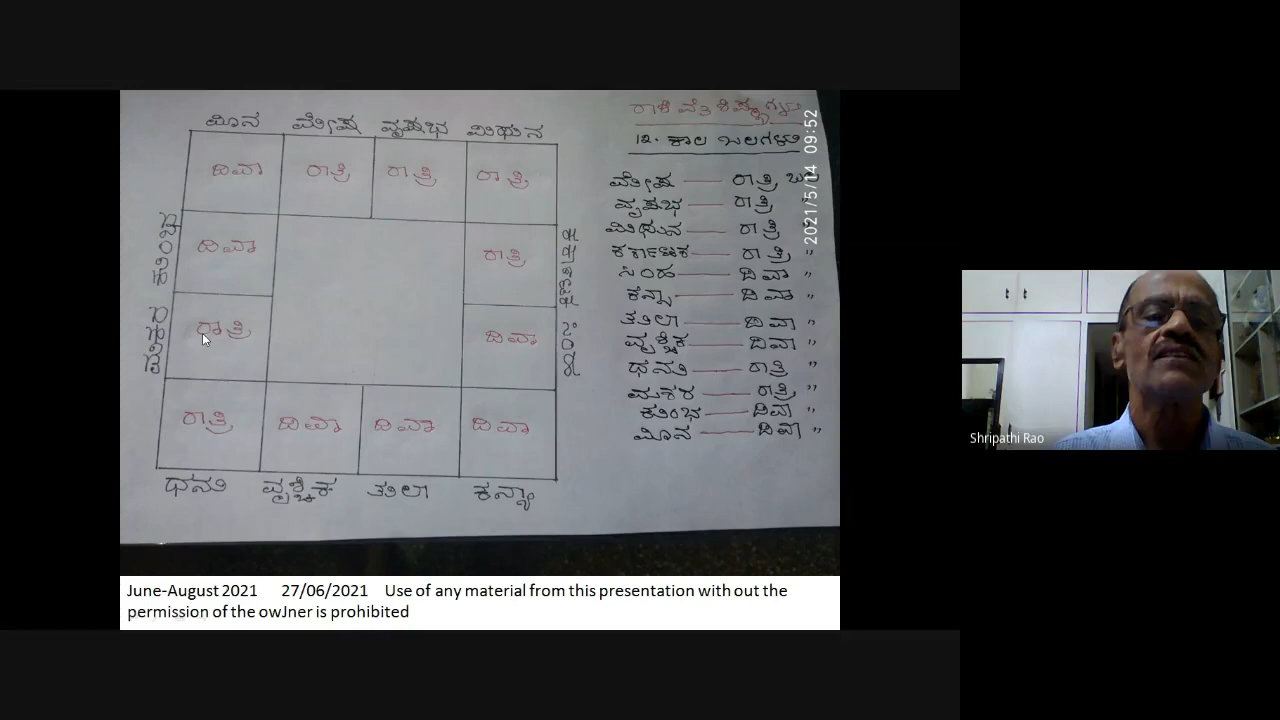 ಮೀನ ಮೇಷ ವೃಷಭ ಮಿಥುನ
ದಿವಾ ರಾತ್ರಿ ರಾತ್ರಿ ರಾತ್ರಿ
ಕುಂಭ ದಿವಾ ರಾತ್ರಿ ಕರ್ಕಾಟಕ
ಮಕರ ರಾತ್ರಿ ದಿವಾ ಸಿಂಹ
ರಾತ್ರಿ ದಿವಾ ದಿವಾ ದಿವಾ
ಧನು ವೃಶ್ಚಿಕ ತುಲಾ ಕನ್ಯಾ
ರಾಶಿ
12. ಕಾಲ ಬಲಗಳು
ಮೇಷ — ರಾತ್ರಿ ಬಲ
ವೃಷಭ — ರಾತ್ರಿ "
ಮಿಥುನ — ರಾತ್ರಿ "
ಕರ್ಕಾಟಕ — ರಾತ್ರಿ "
ಸಿಂಹ — ದಿವಾ "
ಕನ್ಯಾ — ದಿವಾ "
ತುಲಾ — ದಿವಾ "
ವೃಶ್ಚಿಕ — ದಿವಾ "
ಧನು — ರಾತ್ರಿ "
ಮಕರ — ರಾತ್ರಿ "
ಕುಂಭ — ದಿವಾ "
ಮೀನ — ದಿವಾ "
2021/5/14 09:52
June-August 2021 27/06/2021 Use of any material from this presentation with out the
permission of the owJner is prohibited
Shripathi Rao